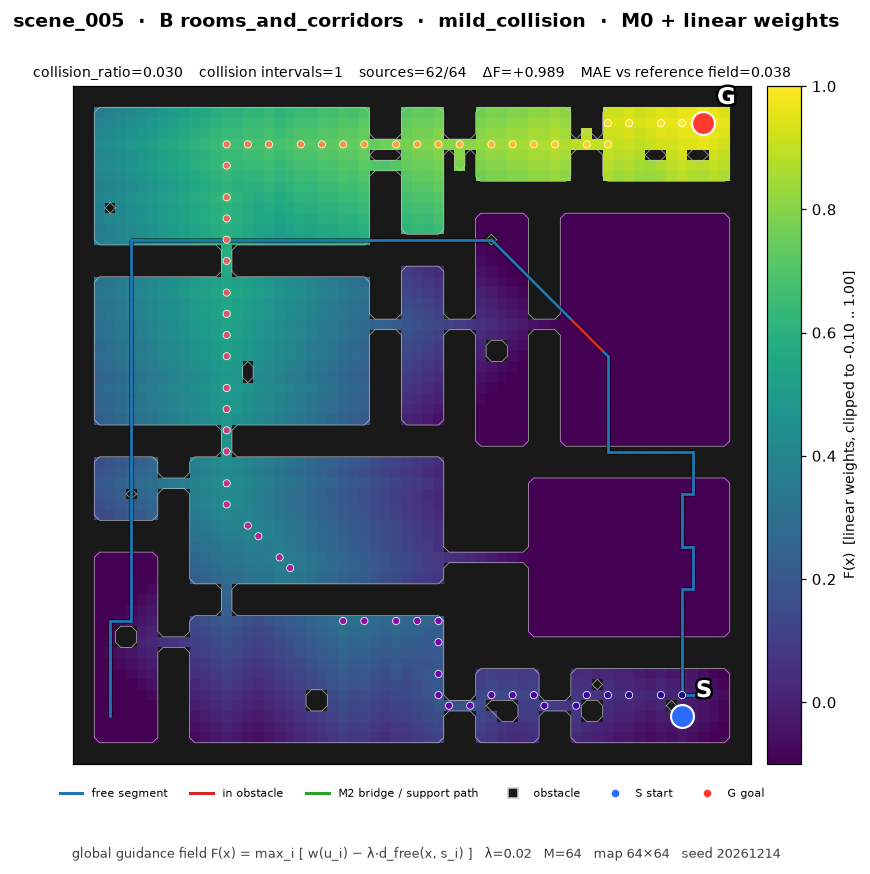 scene_005 · B rooms_and_corridors · mild_collision · M0 + linear weights
collision_ratio=0.030 collision intervals=1 sources=62/64 ΔF=+0.989 MAE vs reference field=0.038
G
1.0
0.8
0.6
0.4
0.2
0.0
F(x) [linear weights, clipped to -0.10 .. 1.00]
S
free segment in obstacle M2 bridge / support path obstacle S start G goal
global guidance field F(x) = max_i [ w(u_i) − λ·d_free(x, s_i) ] λ=0.02 M=64 map 64×64 seed 20261214